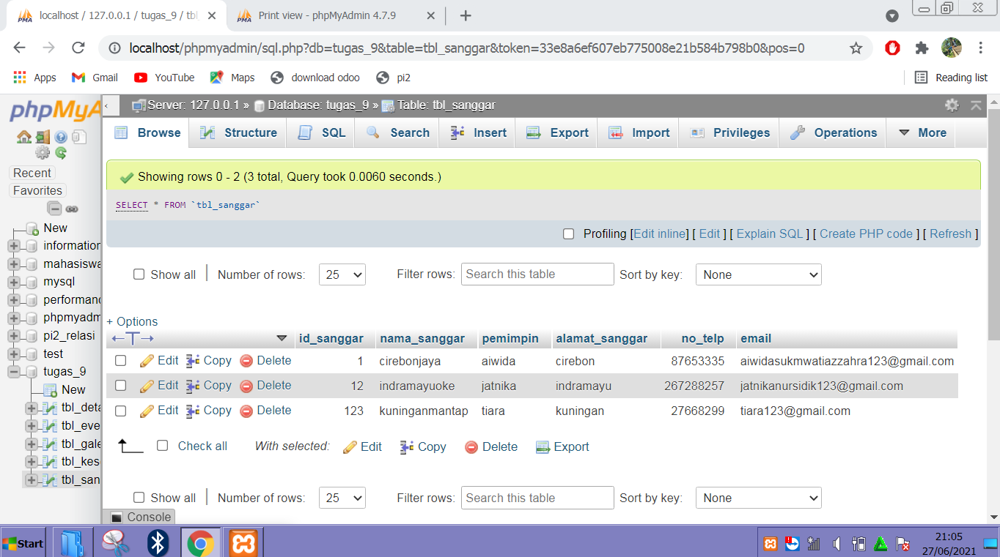 localhost / 127.0.0.1 / tugas_9 / tbl
Print view - phpMyAdmin 4.7.9
localhost/phpmyadmin/sql.php?db=tugas_9&table=tbl_sanggar&token=33e8a6ef607eb775008e21b584b798b0&pos=0
Apps Gmail YouTube Maps download odoo pi2 Reading list
phpMyA
Recent
Favorites
New
information
mahasiswa
mysql
performanc
phpmyadm
pi2_relasi
test
tugas_9
New
tbl_deta
tbl_eve
tbl_gale
tbl_kes
tbl_san
Server: 127.0.0.1 » Database: tugas_9 » Table: tbl_sanggar
Browse Structure SQL Search Insert Export Import Privileges Operations More
Showing rows 0 - 2 (3 total, Query took 0.0060 seconds.)
SELECT * FROM `tbl_sanggar`
Profiling [Edit inline] [ Edit ] [ Explain SQL ] [ Create PHP code ] [ Refresh ]
Show all Number of rows: 25 Filter rows: Search this table Sort by key: None
+ Options
id_sanggar nama_sanggar pemimpin alamat_sanggar no_telp email
Edit Copy Delete 1 cirebonjaya aiwida cirebon 87653335 aiwidasukmwatiazzahra123@gmail.com
Edit Copy Delete 12 indramayuoke jatnika indramayu 267288257 jatnikanursidik123@gmail.com
Edit Copy Delete 123 kuninganmantap tiara kuningan 27668299 tiara123@gmail.com
Check all With selected: Edit Copy Delete Export
Show all Number of rows: 25 Filter rows: Search this table Sort by key: None
Console
Start
21:05
27/06/2021